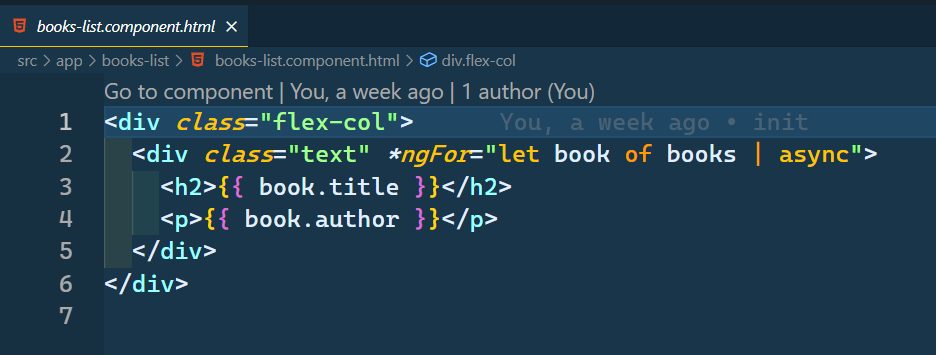 books-list.component.html ×
src > app > books-list > books-list.component.html > div.flex-col
Go to component | You, a week ago | 1 author (You)
1 <div class="flex-col"> You, a week ago • init
2 <div class="text" *ngFor="let book of books | async">
3 <h2>{{ book.title }}</h2>
4 <p>{{ book.author }}</p>
5 </div>
6 </div>
7